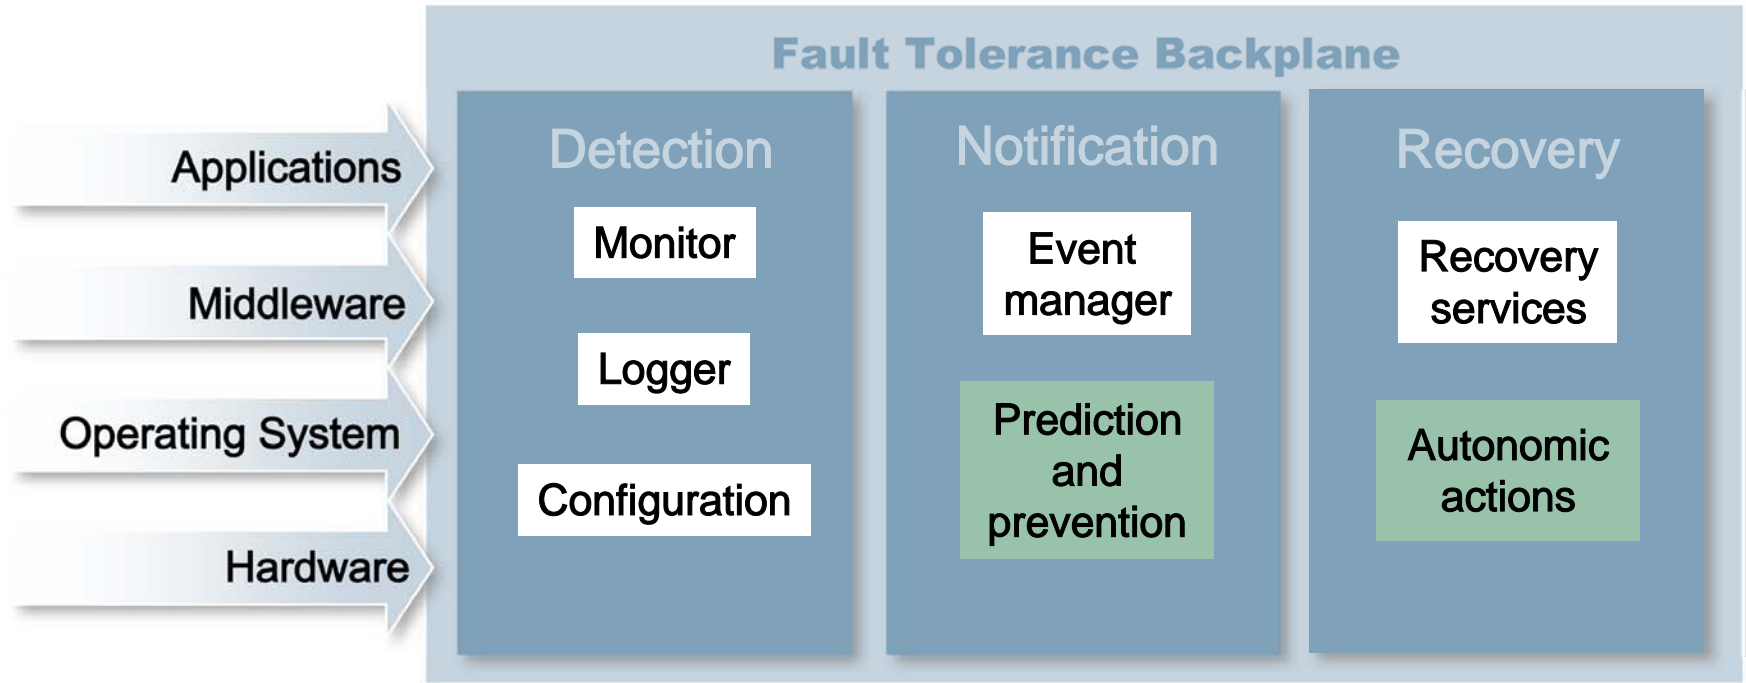 Fault Tolerance Backplane
Applications
Middleware
Operating System
Hardware
Detection
Monitor
Logger
Configuration
Notification
Event
manager
Prediction
and
prevention
Recovery
Recovery
services
Autonomic
actions